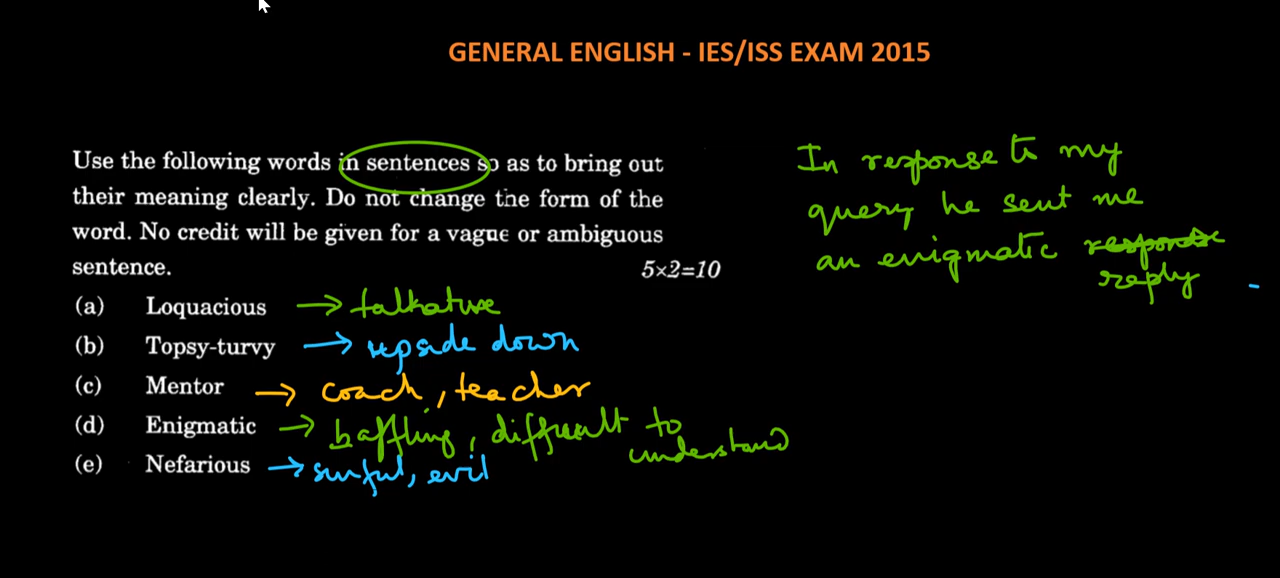 GENERAL ENGLISH - IES/ISS EXAM 2015
Use the following words in sentences so as to bring out
their meaning clearly. Do not change the form of the
word. No credit will be given for a vague or ambiguous
sentence. 5×2=10
(a) Loquacious → talkative
(b) Topsy-turvy → upside down
(c) Mentor → coach, teacher
(d) Enigmatic → baffling, difficult to
understand
(e) Nefarious → sinful, evil
In response to my
query he sent me
an enigmatic response
reply